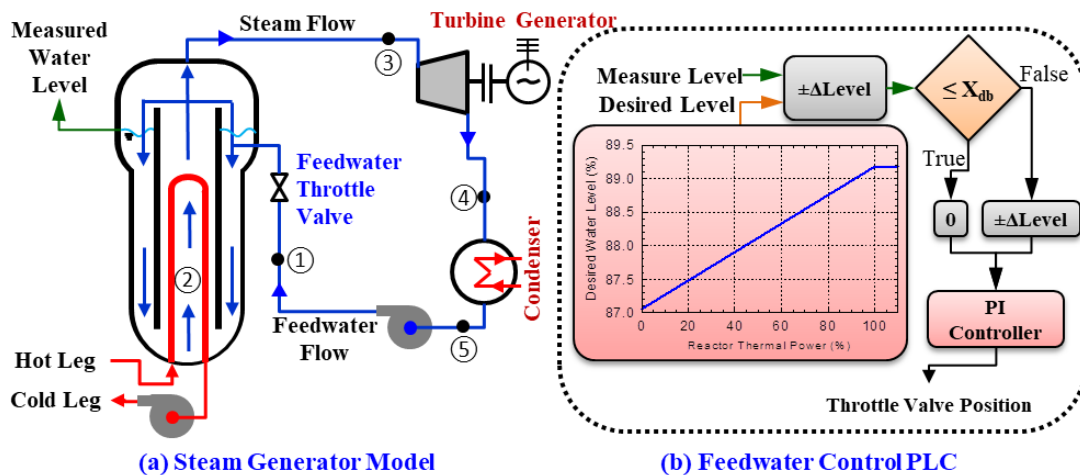 Measured
Water
Level
Steam Flow
③
Turbine Generator
Feedwater
Throttle
Valve
④
①
②
Condenser
Feedwater
Flow
⑤
Hot Leg
Cold Leg
(a) Steam Generator Model
Measure Level
Desired Level
±ΔLevel
≤ Xdb
False
True
0
±ΔLevel
PI
Controller
Throttle Valve Position
Desired Water Level (%)
89.5
89.0
88.5
88.0
87.5
87.0
0 20 40 60 80 100
Reactor Thermal Power (%)
(b) Feedwater Control PLC